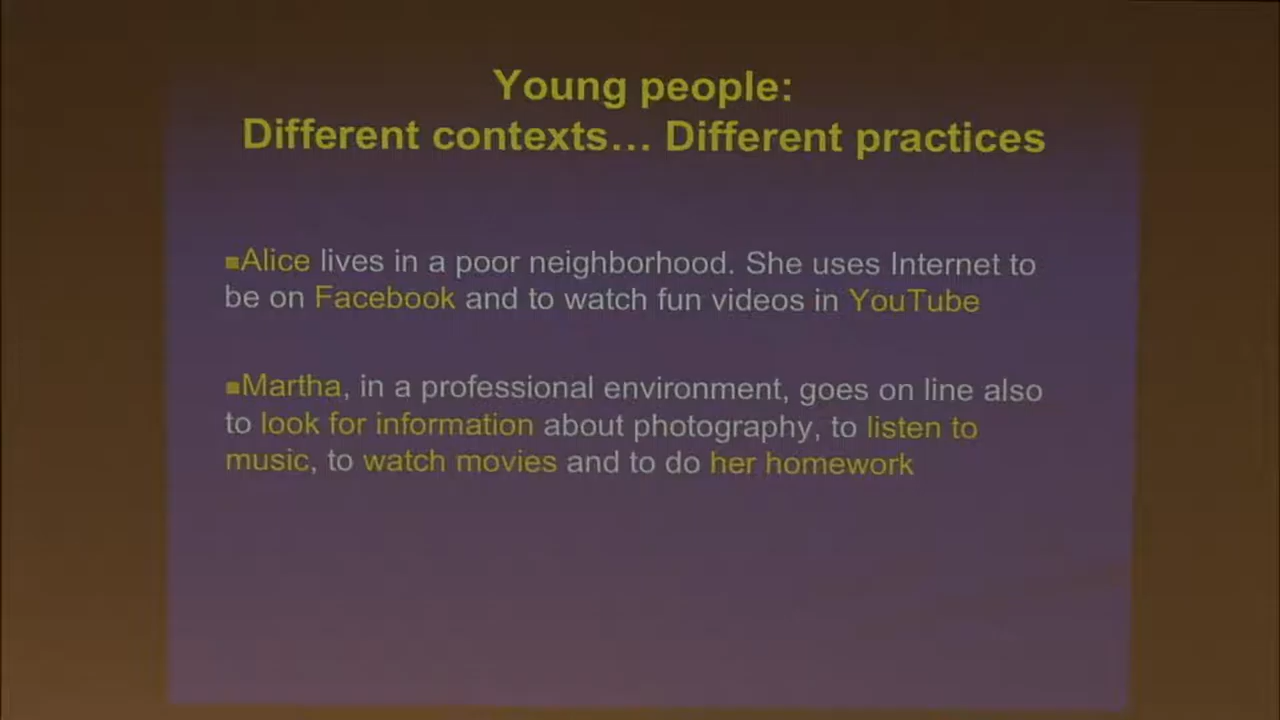 Young people:
Different contexts... Different practices
■Alice lives in a poor neighborhood. She uses Internet to
be on Facebook and to watch fun videos in YouTube
■Martha, in a professional environment, goes on line also
to look for information about photography, to listen to
music, to watch movies and to do her homework